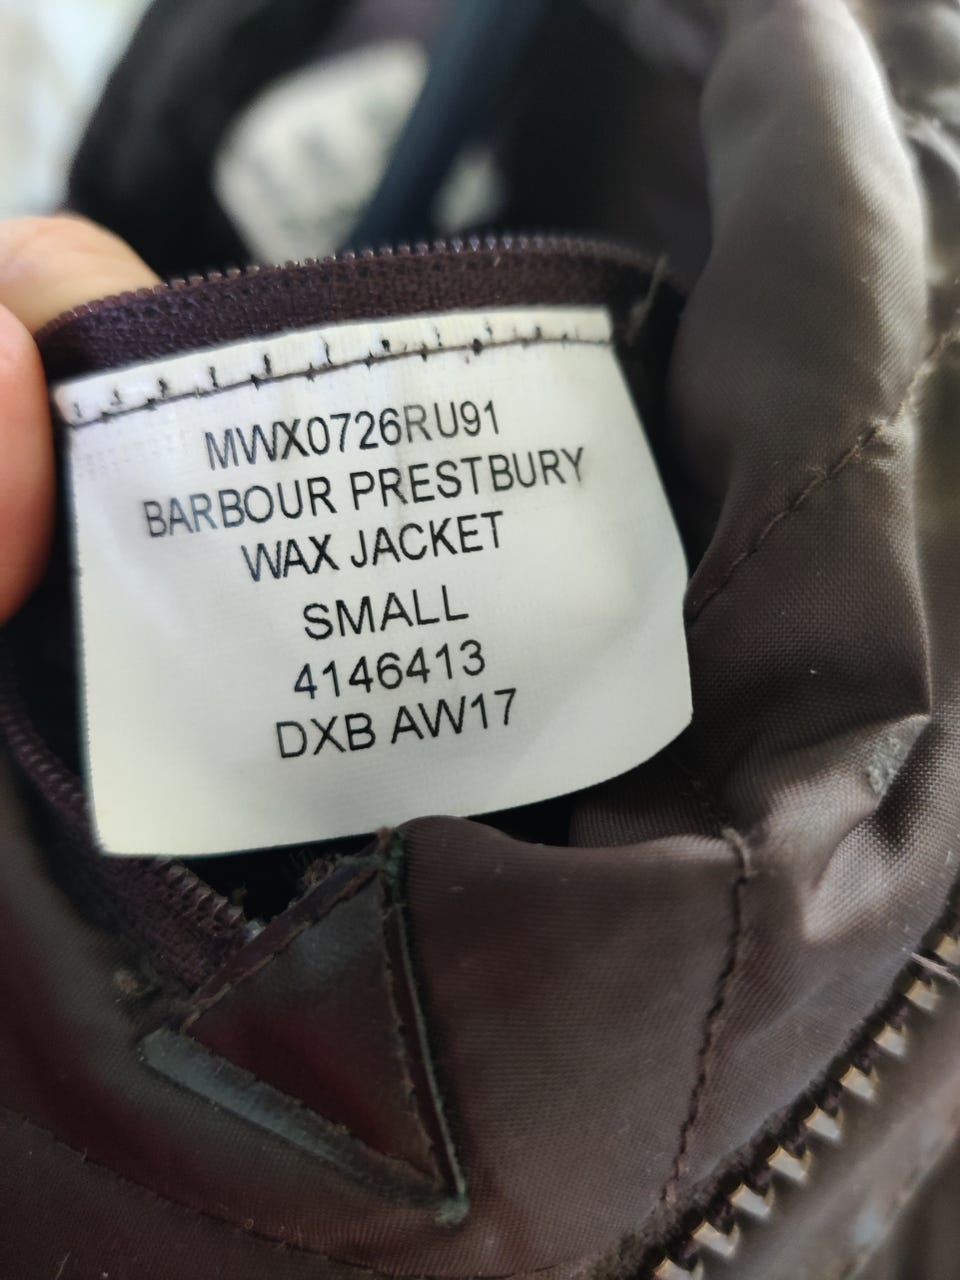 MWX0726RU91
BARBOUR PRESTBURY
WAX JACKET
SMALL
4146413
DXB AW17